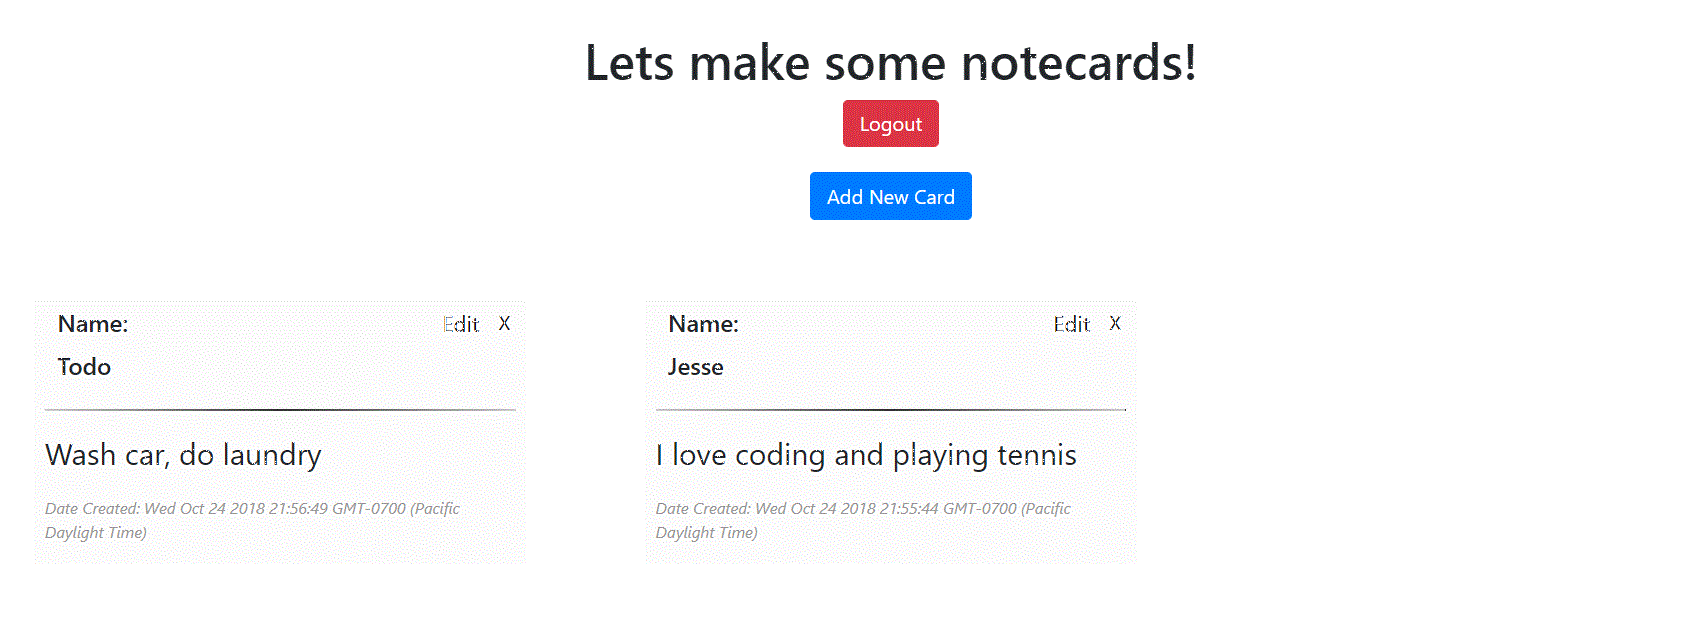 Lets make some notecards!
Logout
Add New Card
Name:
Edit X
Todo
Wash car, do laundry
Date Created: Wed Oct 24 2018 21:56:49 GMT-0700 (Pacific
Daylight Time)
Name:
Edit X
Jesse
I love coding and playing tennis
Date Created: Wed Oct 24 2018 21:55:44 GMT-0700 (Pacific
Daylight Time)